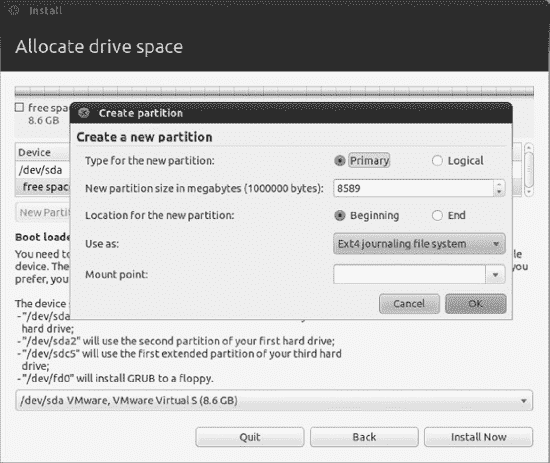 Install
Allocate drive space
free spac
8.6 GB
Create partition
Create a new partition
Type for the new partition:
Primary
Logical
New partition size in megabytes (1000000 bytes):
8589
Location for the new partition:
Beginning
End
Use as:
Ext4 journaling file system
Mount point:
Cancel
OK
Device
/dev/sda
free space
New Partit
Boot loade
You need to
le
device. The
you
prefer, you
The device
- "/dev/sda
hard drive;
- "/dev/sda2" will use the second partition of your first hard drive;
- "/dev/sdc5" will use the first extended partition of your third hard
drive;
- "/dev/fd0" will install GRUB to a floppy.
/dev/sda VMware, VMware Virtual S (8.6 GB)
Quit
Back
Install Now